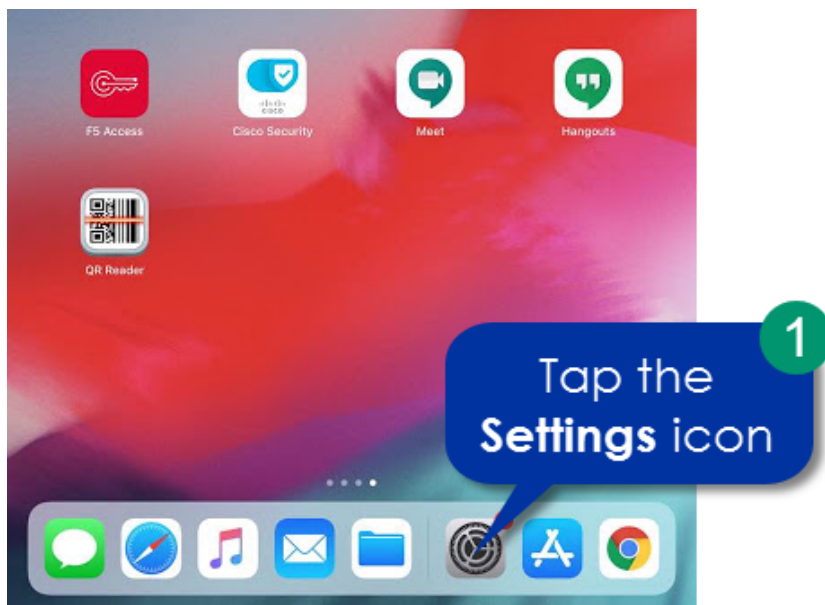 F5 Access
Cisco Security
Meet
Hangouts
QR Reader
1
Tap the
Settings icon